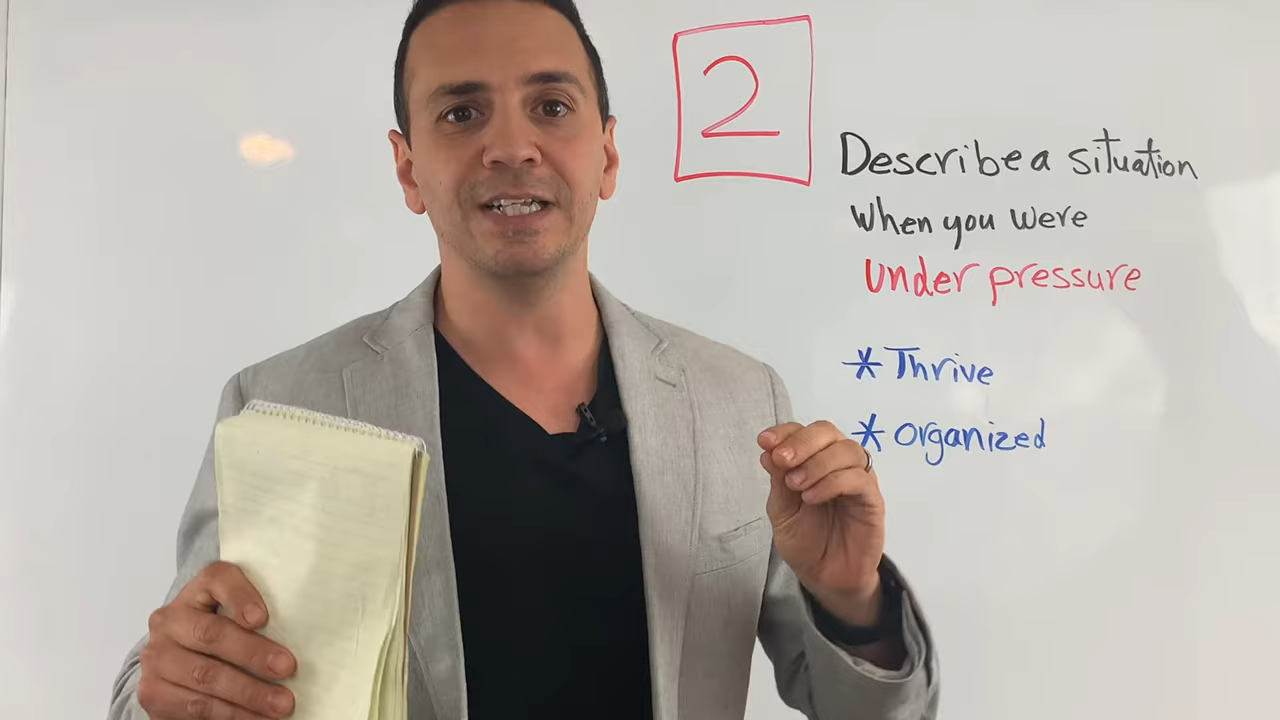 2
Describe a situation
When you were
Under pressure
* Thrive
* Organized